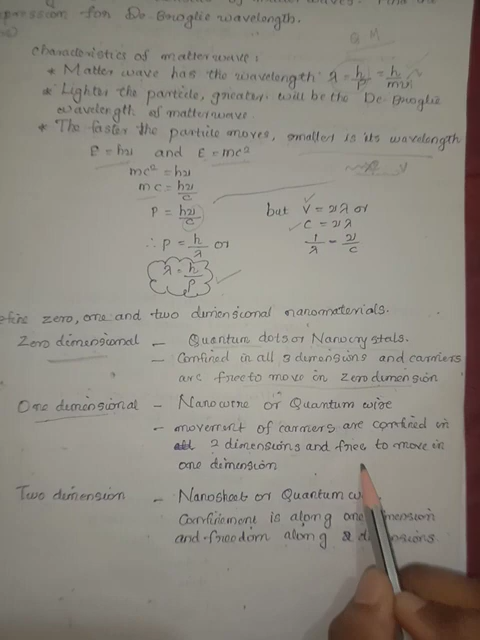 for De-Broglie wavelength.
characteristics of matter wave:
* Matter wave has the wavelength λ = h/p = h/mv
* Lighter the particle, greater will be the De-Broglie
wavelength of matter wave.
* The faster the particle moves, smaller is its wavelength
E = hν and E = mc²
mc² = hν
mc = hν/c
P = hν/c but V = νλ or
C = νλ
∴ P = h/λ or 1/λ = ν/c
λ = h/p
zero, one and two dimensional nanomaterials.
Zero dimensional - Quantum dots or Nanocrystals.
- Confined in all 3 dimensions and carriers
are free to move in zero dimension
One dimensional - Nanowire or Quantum wire
- movement of carriers are confined in
2 dimensions and free to move in
one dimension
Two dimension - Nanosheet or Quantum
Confinement is along one dimension
and freedom along 2 dimensions